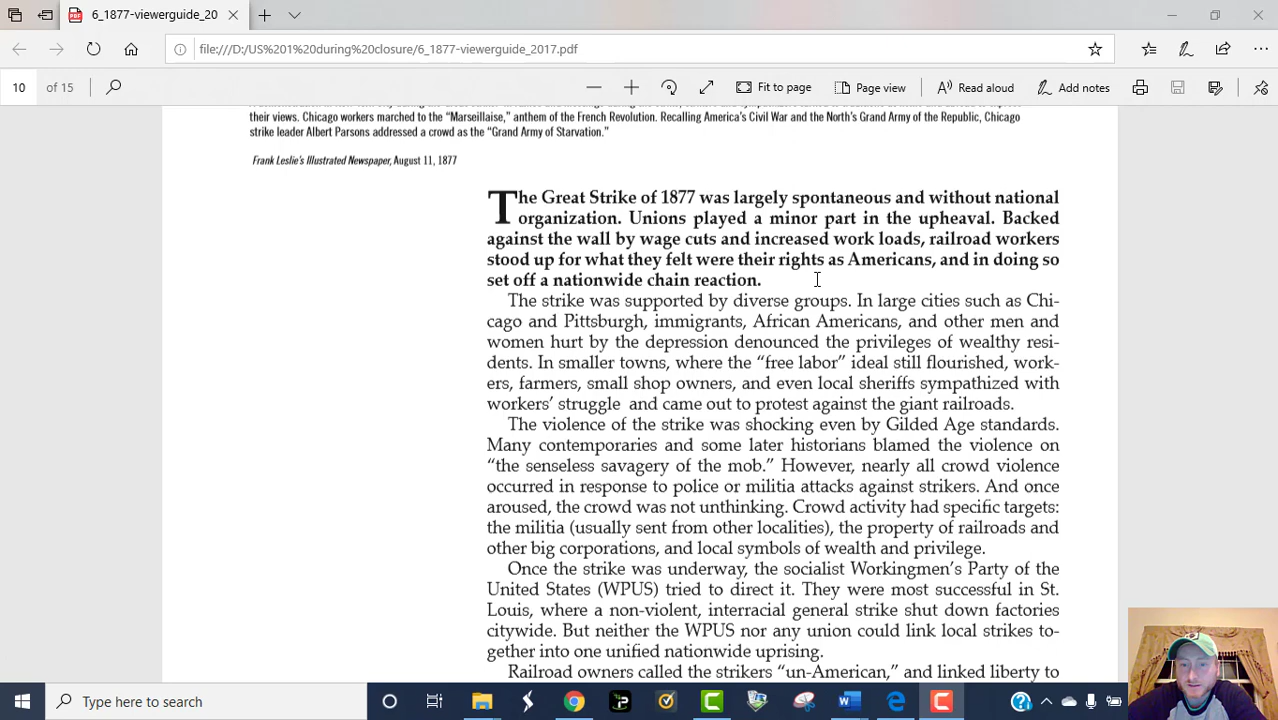 6_1877-viewerguide_20
file:///D:/US%201%20during%20closure/6_1877-viewerguide_2017.pdf
10 of 15
Fit to page
Page view
Read aloud
Add notes
their views. Chicago workers marched to the “Marseillaise,” anthem of the French Revolution. Recalling America’s Civil War and the North’s Grand Army of the Republic, Chicago
strike leader Albert Parsons addressed a crowd as the “Grand Army of Starvation.”
Frank Leslie’s Illustrated Newspaper, August 11, 1877
The Great Strike of 1877 was largely spontaneous and without national
organization. Unions played a minor part in the upheaval. Backed
against the wall by wage cuts and increased work loads, railroad workers
stood up for what they felt were their rights as Americans, and in doing so
set off a nationwide chain reaction.
The strike was supported by diverse groups. In large cities such as Chi-
cago and Pittsburgh, immigrants, African Americans, and other men and
women hurt by the depression denounced the privileges of wealthy resi-
dents. In smaller towns, where the “free labor” ideal still flourished, work-
ers, farmers, small shop owners, and even local sheriffs sympathized with
workers’ struggle and came out to protest against the giant railroads.
The violence of the strike was shocking even by Gilded Age standards.
Many contemporaries and some later historians blamed the violence on
“the senseless savagery of the mob.” However, nearly all crowd violence
occurred in response to police or militia attacks against strikers. And once
aroused, the crowd was not unthinking. Crowd activity had specific targets:
the militia (usually sent from other localities), the property of railroads and
other big corporations, and local symbols of wealth and privilege.
Once the strike was underway, the socialist Workingmen’s Party of the
United States (WPUS) tried to direct it. They were most successful in St.
Louis, where a non-violent, interracial general strike shut down factories
citywide. But neither the WPUS nor any union could link local strikes to-
gether into one unified nationwide uprising.
Railroad owners called the strikers “un-American,” and linked liberty to
Type here to search